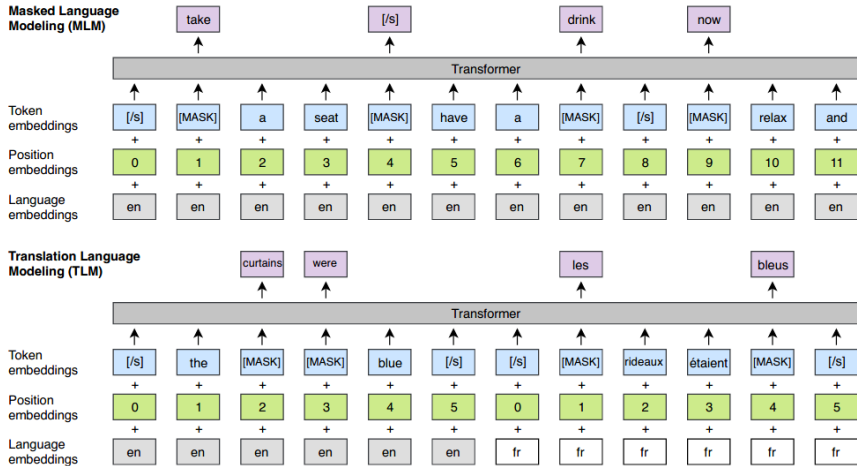 Masked Language
Modeling (MLM)
take [/s] drink now
Transformer
Token
embeddings
[/s] [MASK] a seat [MASK] have a [MASK] [/s] [MASK] relax and
+ + + + + + + + + + + +
Position
embeddings
0 1 2 3 4 5 6 7 8 9 10 11
+ + + + + + + + + + + +
Language
embeddings
en en en en en en en en en en en en
Translation Language
Modeling (TLM)
curtains were les bleus
Transformer
Token
embeddings
[/s] the [MASK] [MASK] blue [/s] [/s] [MASK] rideaux étaient [MASK] [/s]
+ + + + + + + + + + + +
Position
embeddings
0 1 2 3 4 5 0 1 2 3 4 5
+ + + + + + + + + + + +
Language
embeddings
en en en en en en fr fr fr fr fr fr